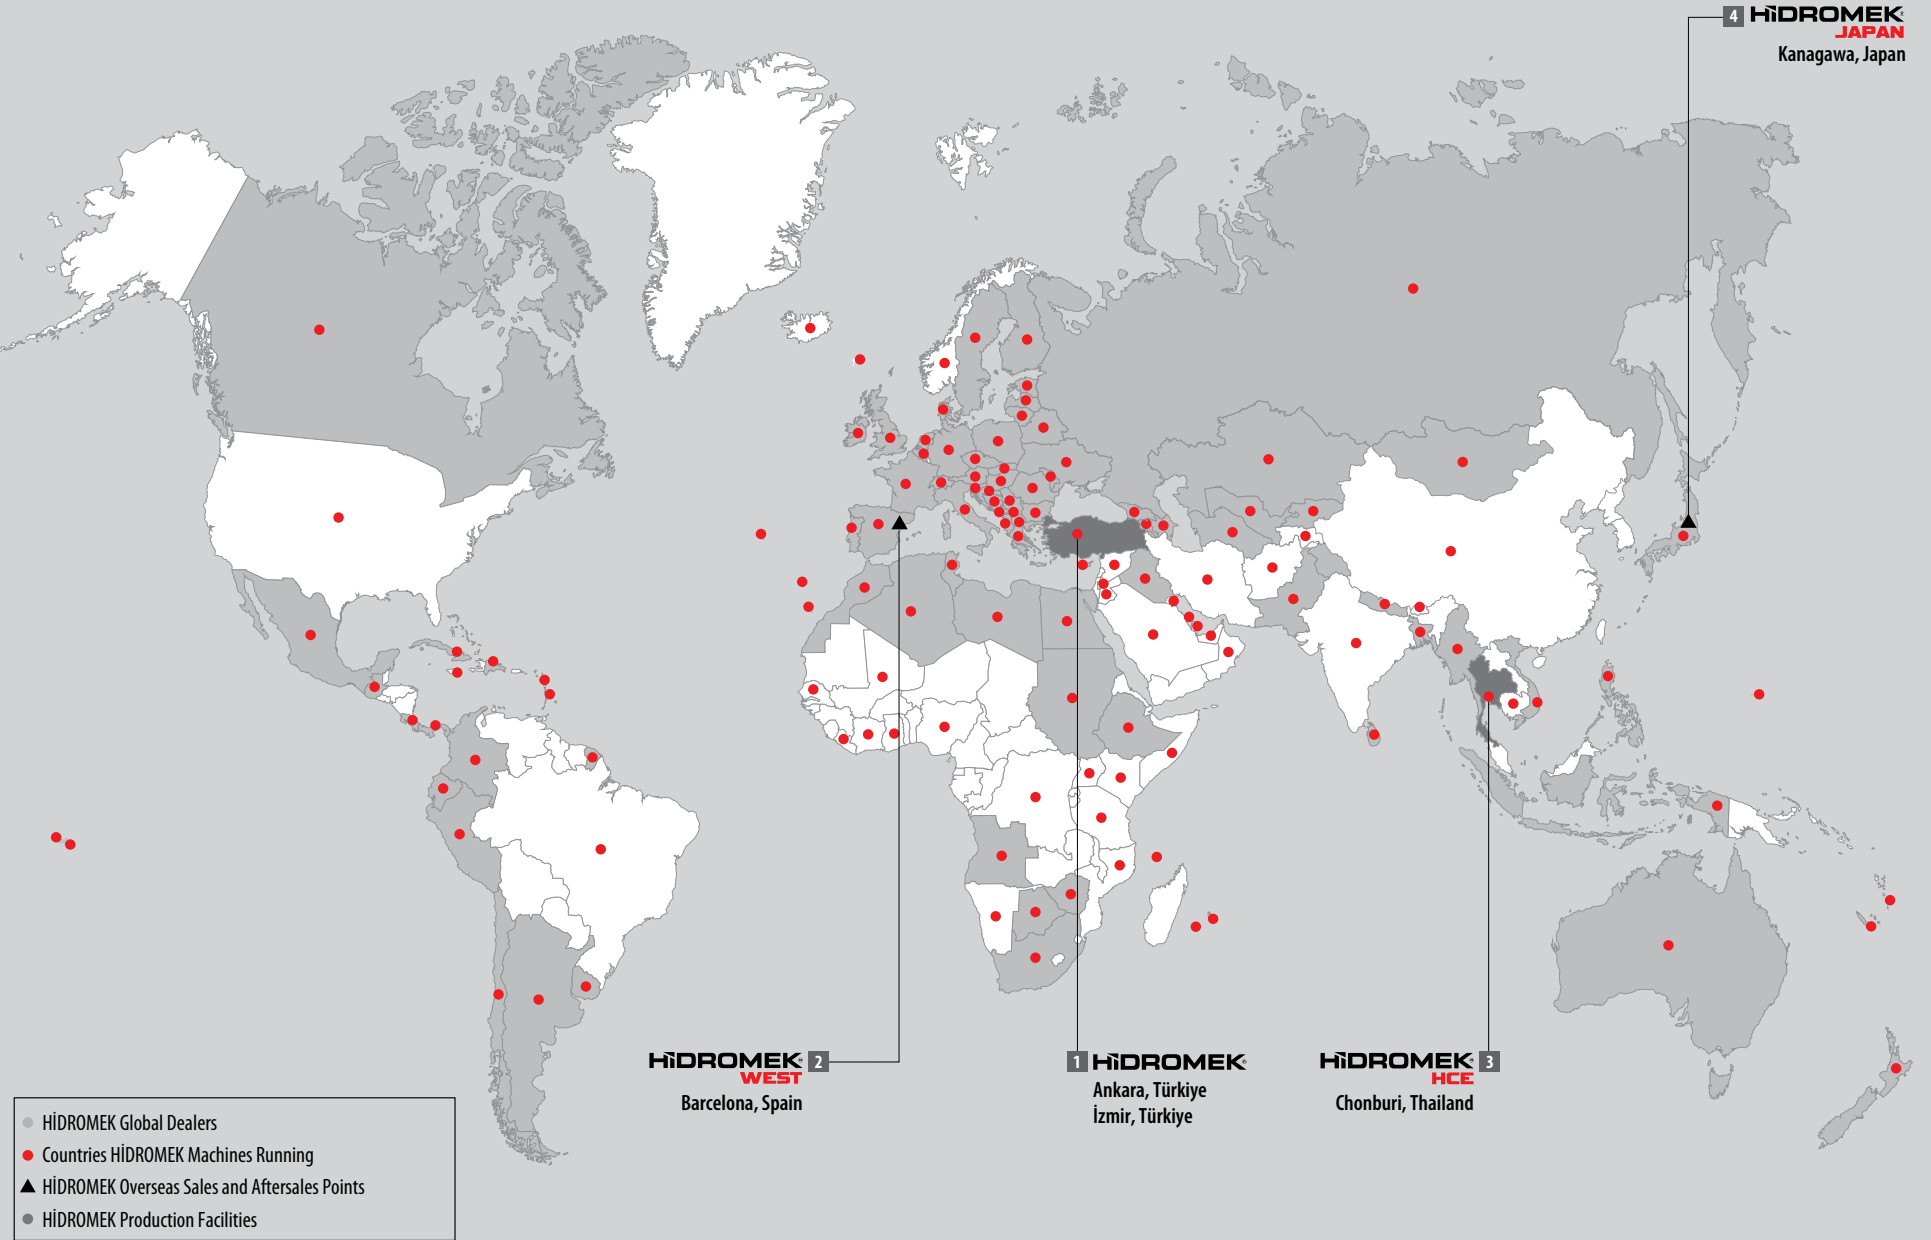 4 HİDROMEK
JAPAN
Kanagawa, Japan
HİDROMEK 2
WEST
Barcelona, Spain
1 HİDROMEK
Ankara, Türkiye
İzmir, Türkiye
HİDROMEK 3
HCE
Chonburi, Thailand
HİDROMEK Global Dealers
Countries HİDROMEK Machines Running
HİDROMEK Overseas Sales and Aftersales Points
HİDROMEK Production Facilities